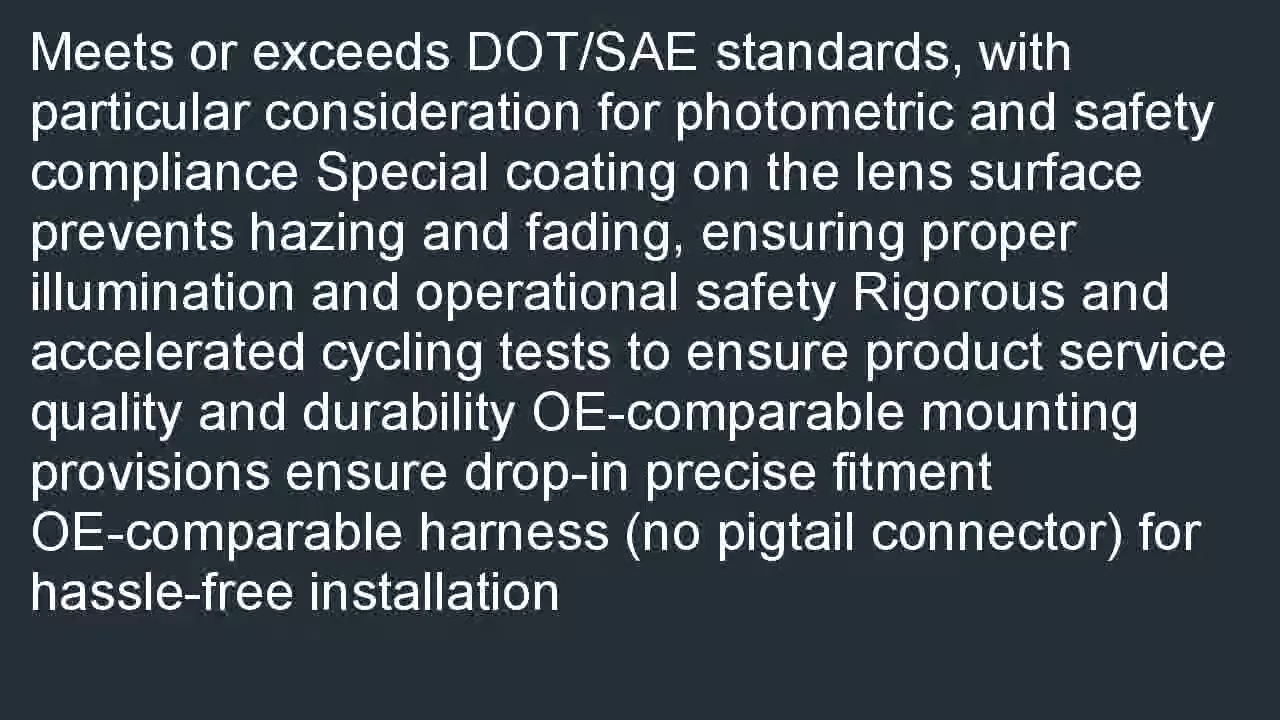 Meets or exceeds DOT/SAE standards, with
particular consideration for photometric and safety
compliance Special coating on the lens surface
prevents hazing and fading, ensuring proper
illumination and operational safety Rigorous and
accelerated cycling tests to ensure product service
quality and durability OE-comparable mounting
provisions ensure drop-in precise fitment
OE-comparable harness (no pigtail connector) for
hassle-free installation